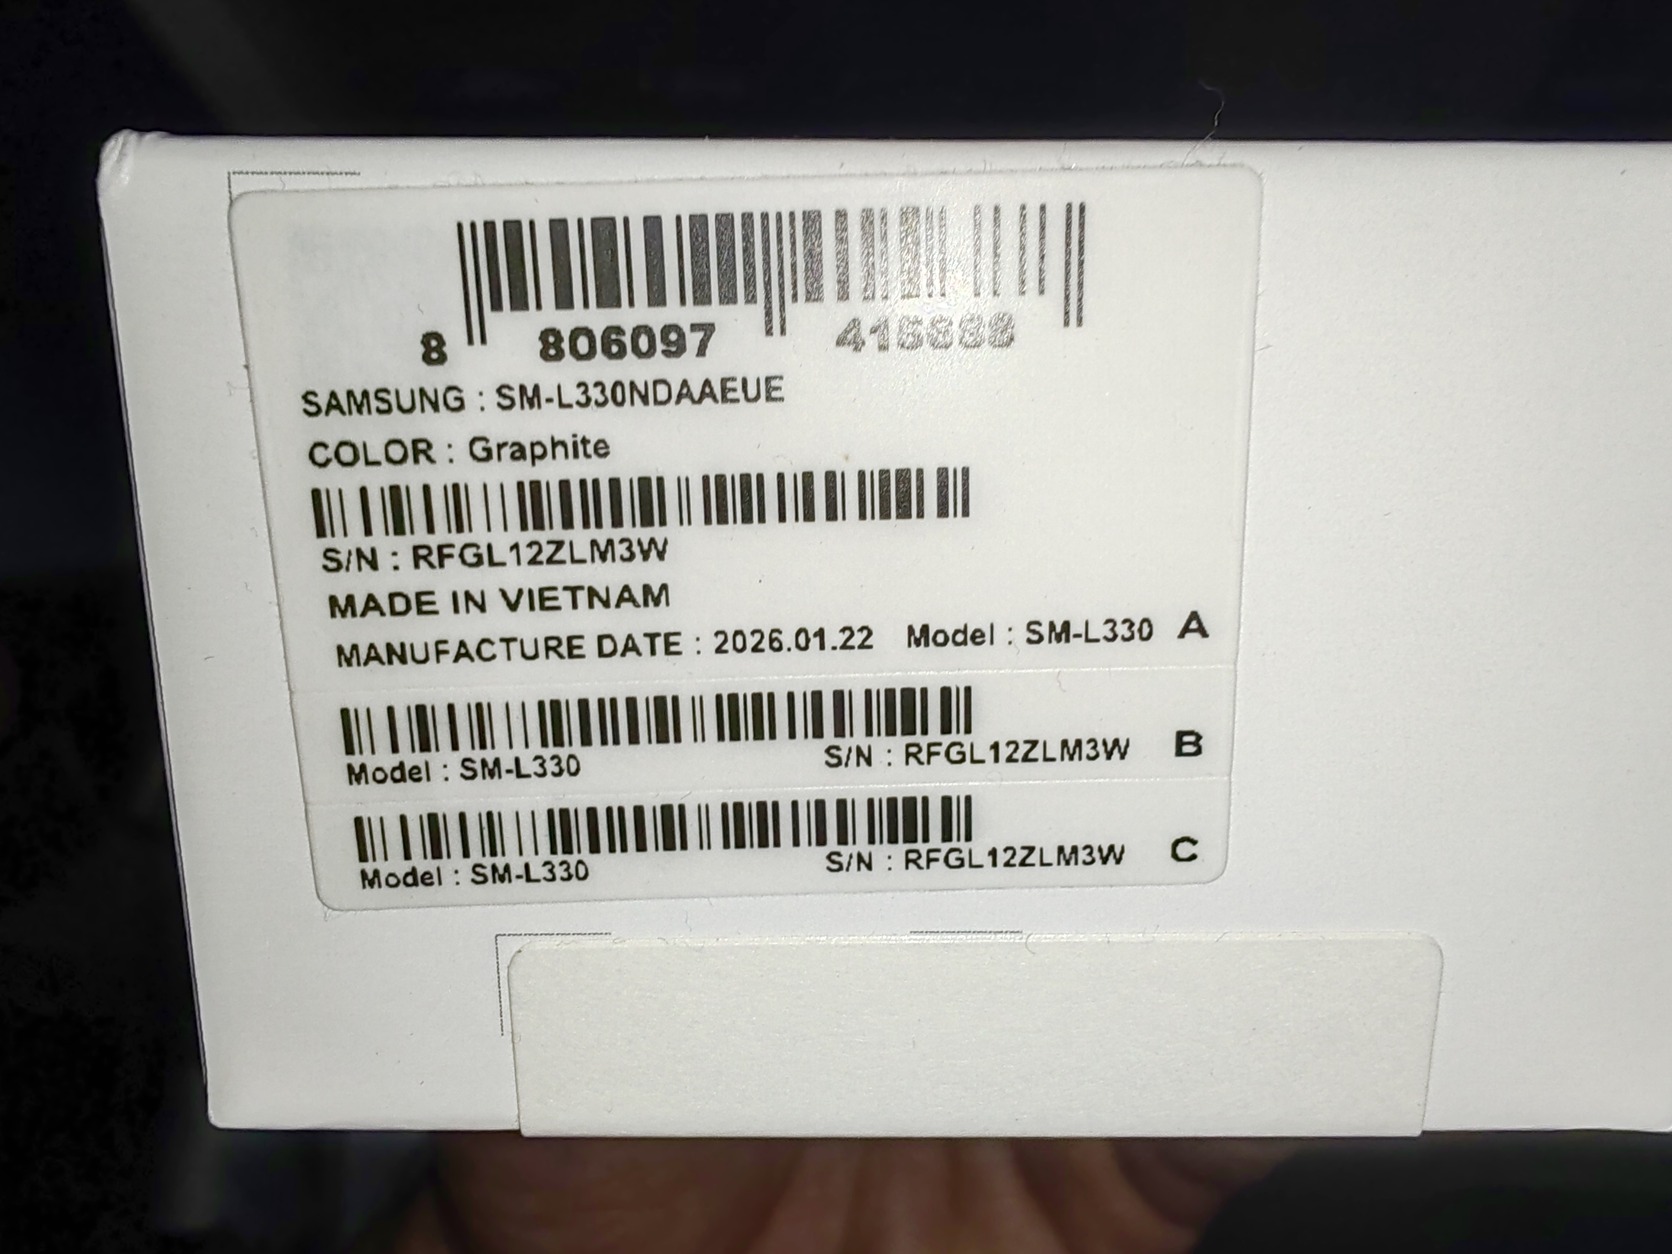 8 806097
SAMSUNG : SM-L330NDAAEUE
COLOR : Graphite
S/N : RFGL12ZLM3W
MADE IN VIETNAM
MANUFACTURE DATE : 2026.01.22 Model : SM-L330 A
Model : SM-L330 S/N : RFGL12ZLM3W B
Model : SM-L330 S/N : RFGL12ZLM3W C